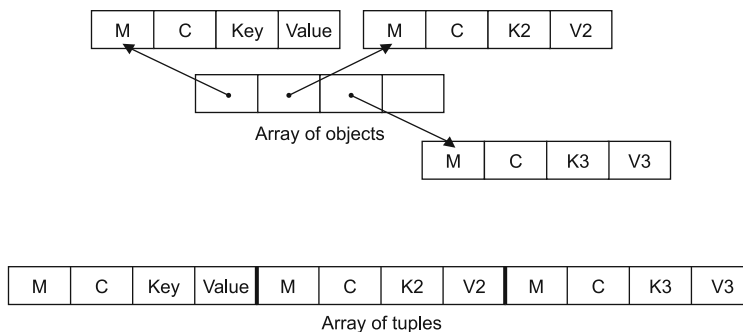 M C Key Value
M C K2 V2
Array of objects
M C K3 V3
M C Key Value M C K2 V2 M C K3 V3
Array of tuples